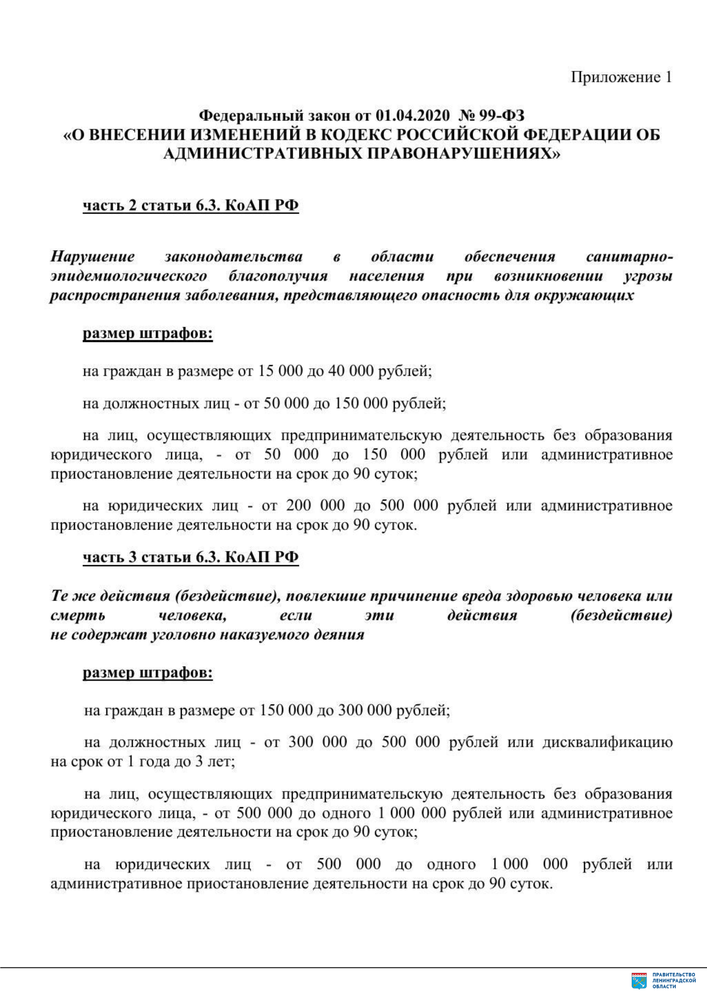 Приложение 1
Федеральный закон от 01.04.2020 № 99-ФЗ
«О ВНЕСЕНИИ ИЗМЕНЕНИЙ В КОДЕКС РОССИЙСКОЙ ФЕДЕРАЦИИ ОБ
АДМИНИСТРАТИВНЫХ ПРАВОНАРУШЕНИЯХ»
часть 2 статьи 6.3. КоАП РФ
Нарушение законодательства в области обеспечения санитарно-
эпидемиологического благополучия населения при возникновении угрозы
распространения заболевания, представляющего опасность для окружающих
размер штрафов:
на граждан в размере от 15 000 до 40 000 рублей;
на должностных лиц - от 50 000 до 150 000 рублей;
на лиц, осуществляющих предпринимательскую деятельность без образования
юридического лица, - от 50 000 до 150 000 рублей или административное
приостановление деятельности на срок до 90 суток;
на юридических лиц - от 200 000 до 500 000 рублей или административное
приостановление деятельности на срок до 90 суток.
часть 3 статьи 6.3. КоАП РФ
Те же действия (бездействие), повлекшие причинение вреда здоровью человека или
смерть человека, если эти действия (бездействие)
не содержат уголовно наказуемого деяния
размер штрафов:
на граждан в размере от 150 000 до 300 000 рублей;
на должностных лиц - от 300 000 до 500 000 рублей или дисквалификацию
на срок от 1 года до 3 лет;
на лиц, осуществляющих предпринимательскую деятельность без образования
юридического лица, - от 500 000 до одного 1 000 000 рублей или административное
приостановление деятельности на срок до 90 суток;
на юридических лиц - от 500 000 до одного 1 000 000 рублей или
административное приостановление деятельности на срок до 90 суток.
ПРАВИТЕЛЬСТВО
ЛЕНИНГРАДСКОЙ
ОБЛАСТИ